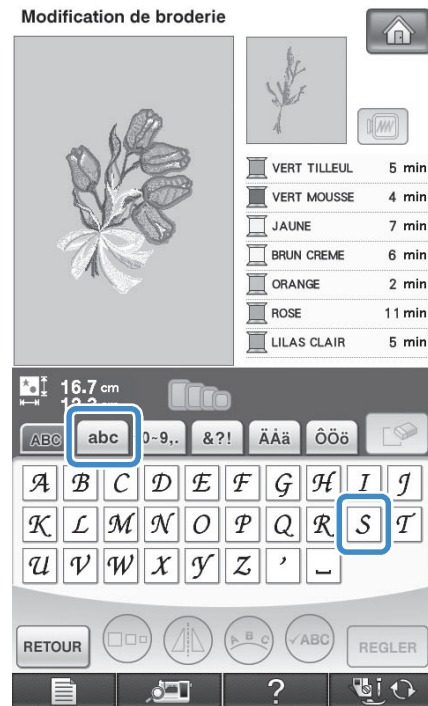 Modification de broderie
VERT TILLEUL 5 min
VERT MOUSSE 4 min
JAUNE 7 min
BRUN CREME 6 min
ORANGE 2 min
ROSE 11 min
LILAS CLAIR 5 min
16.7 cm
ABC abc 0~9,. &?! ÄÅä ÔÖö
A B C D E F G H I J
K L M N O P Q R S T
U V W X Y Z ' ⎵
RETOUR A B C ABC REGLER
?